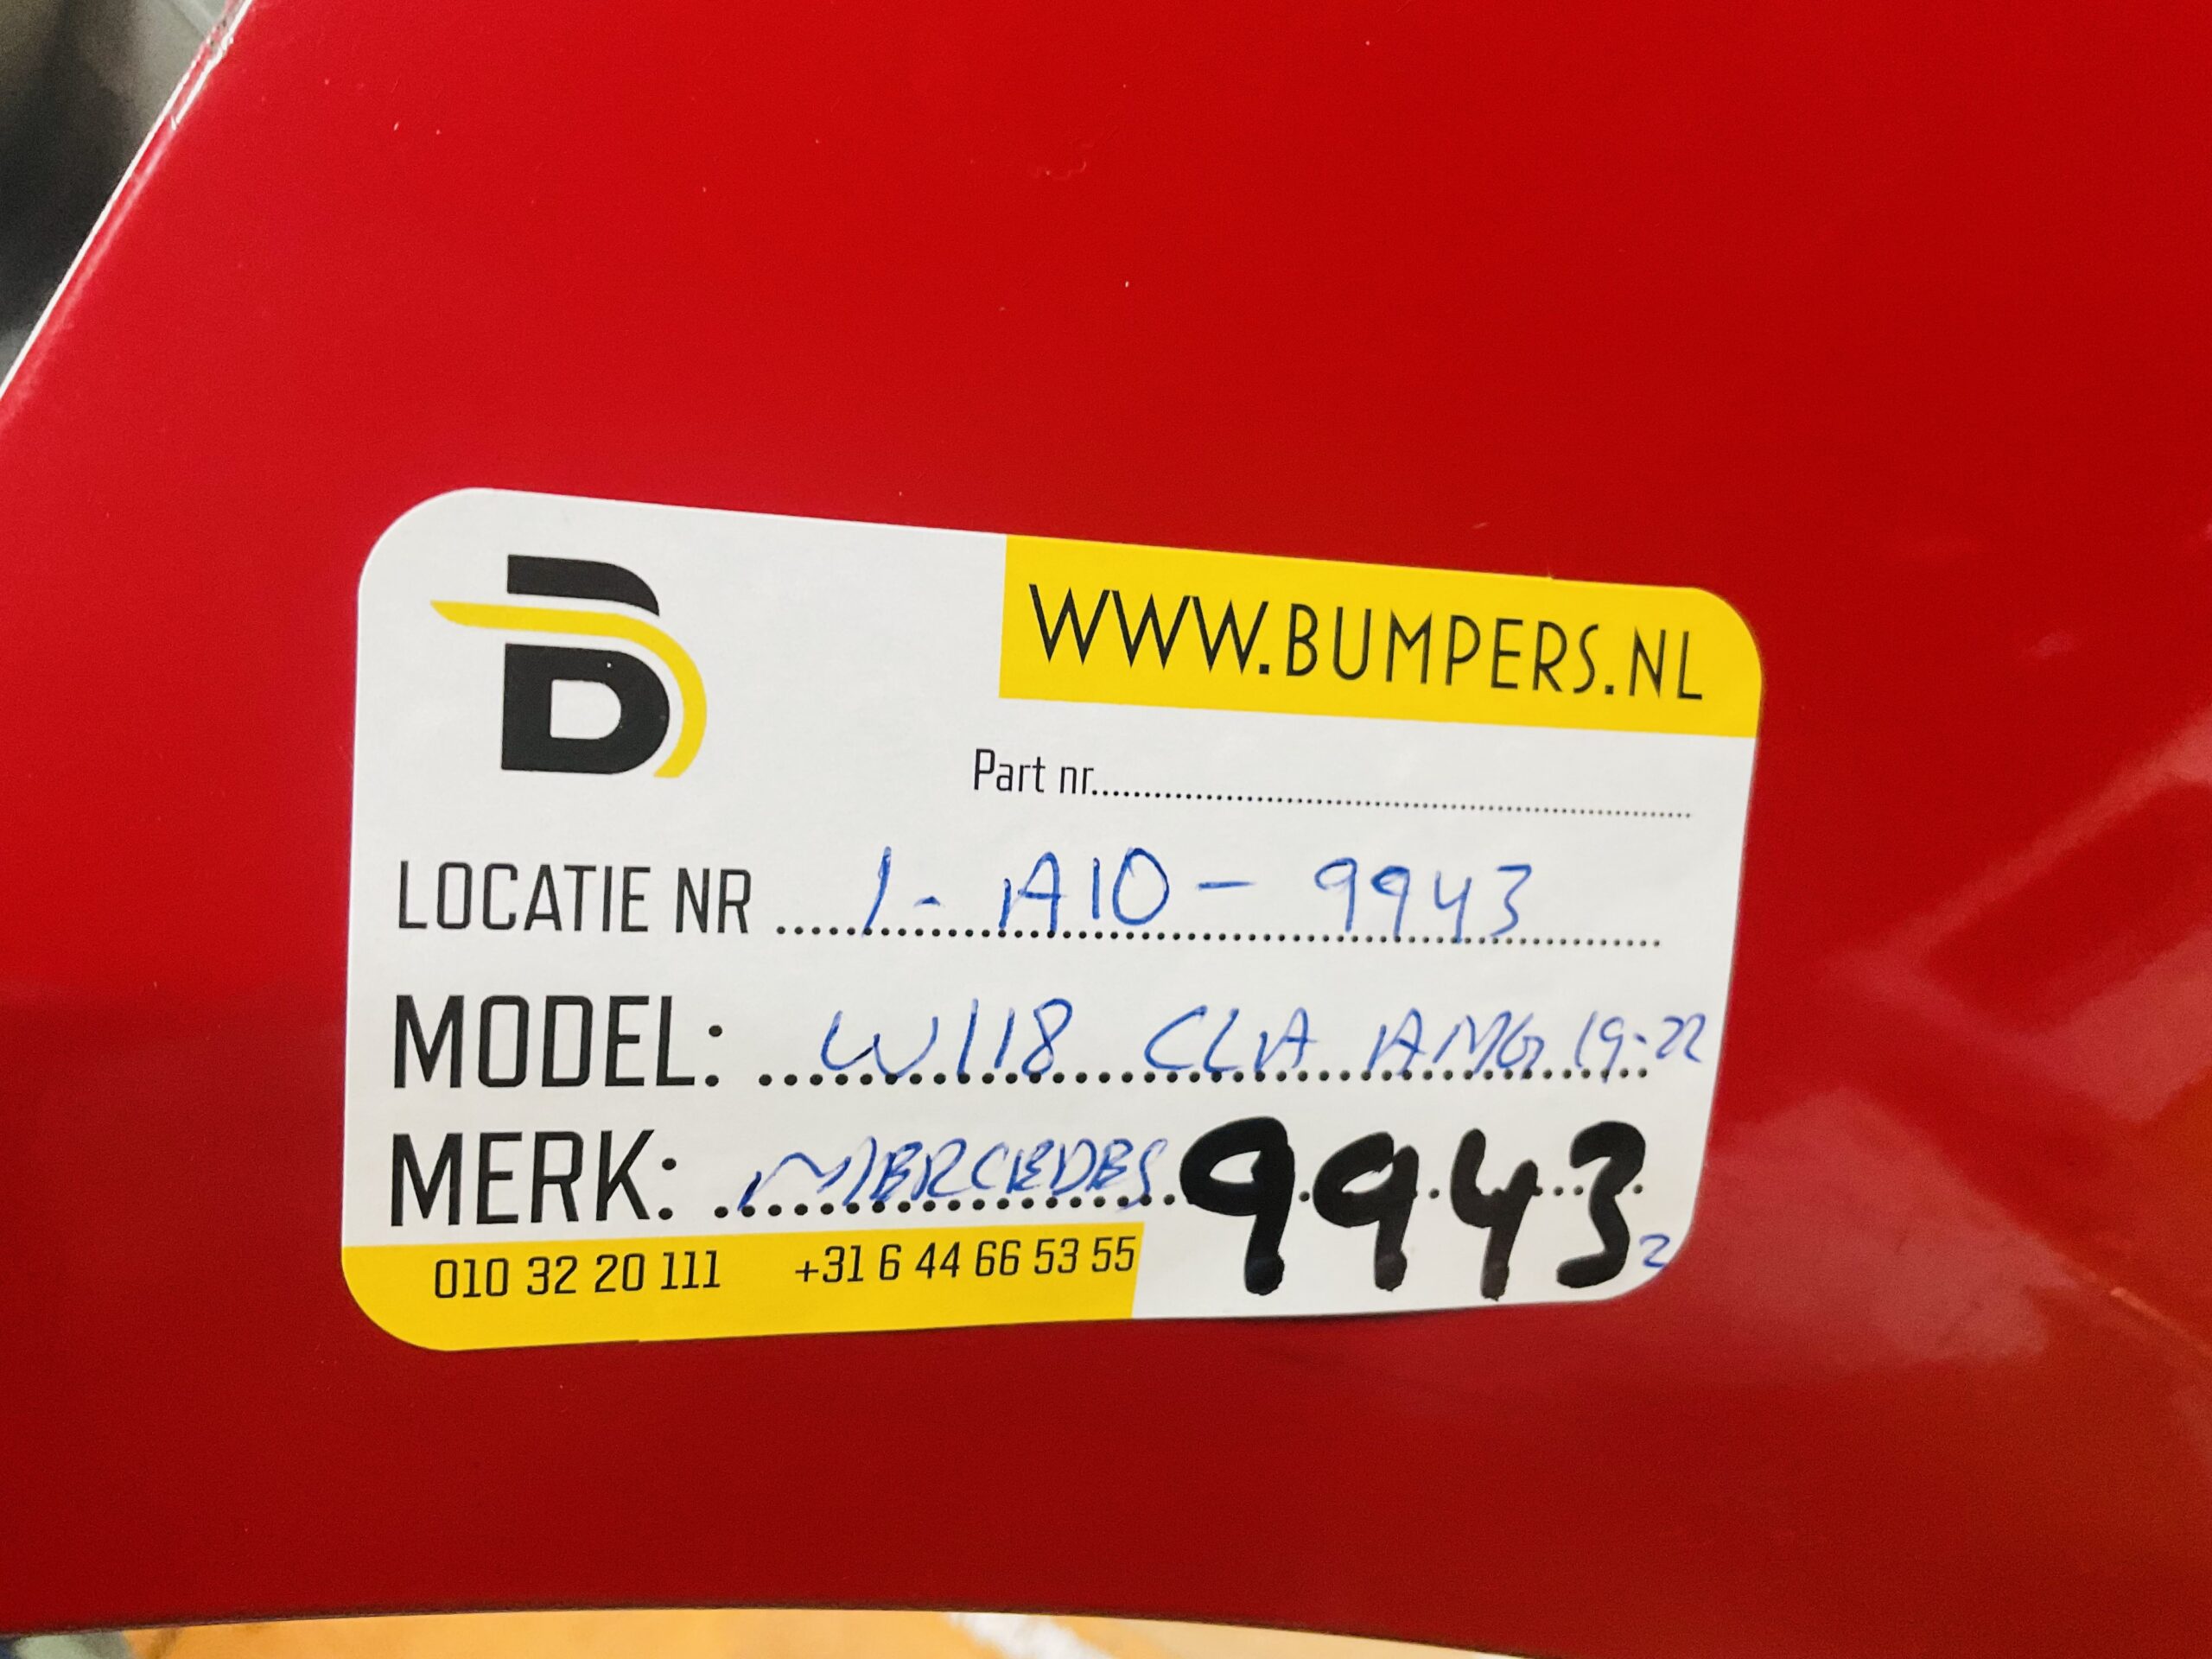 B
WWW.BUMPERS.NL
Part nr...........
LOCATIE NR ....1- A10 - 9943
MODEL: ...W118 CLA AMG 19-22
MERK: ...MERCEDES 9943 2
010 32 20 111 +31 6 44 66 53 55